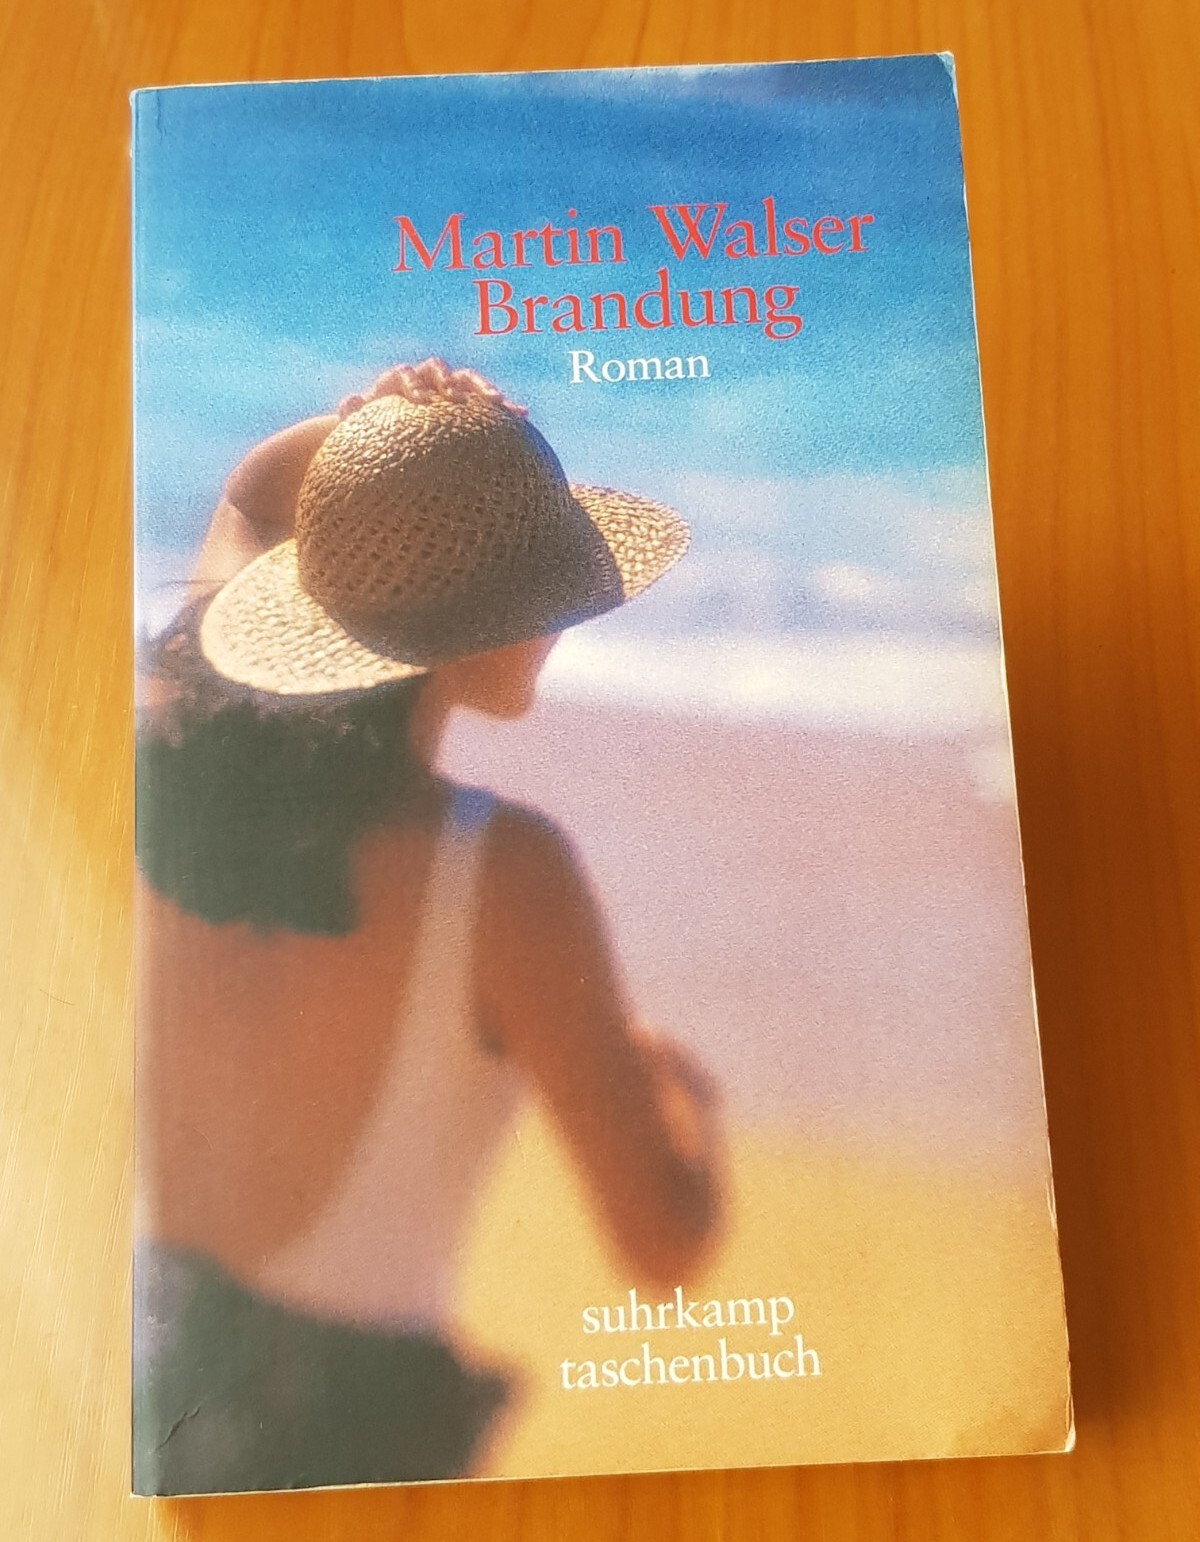 Martin Walser
Brandung
Roman
suhrkamp
taschenbuch